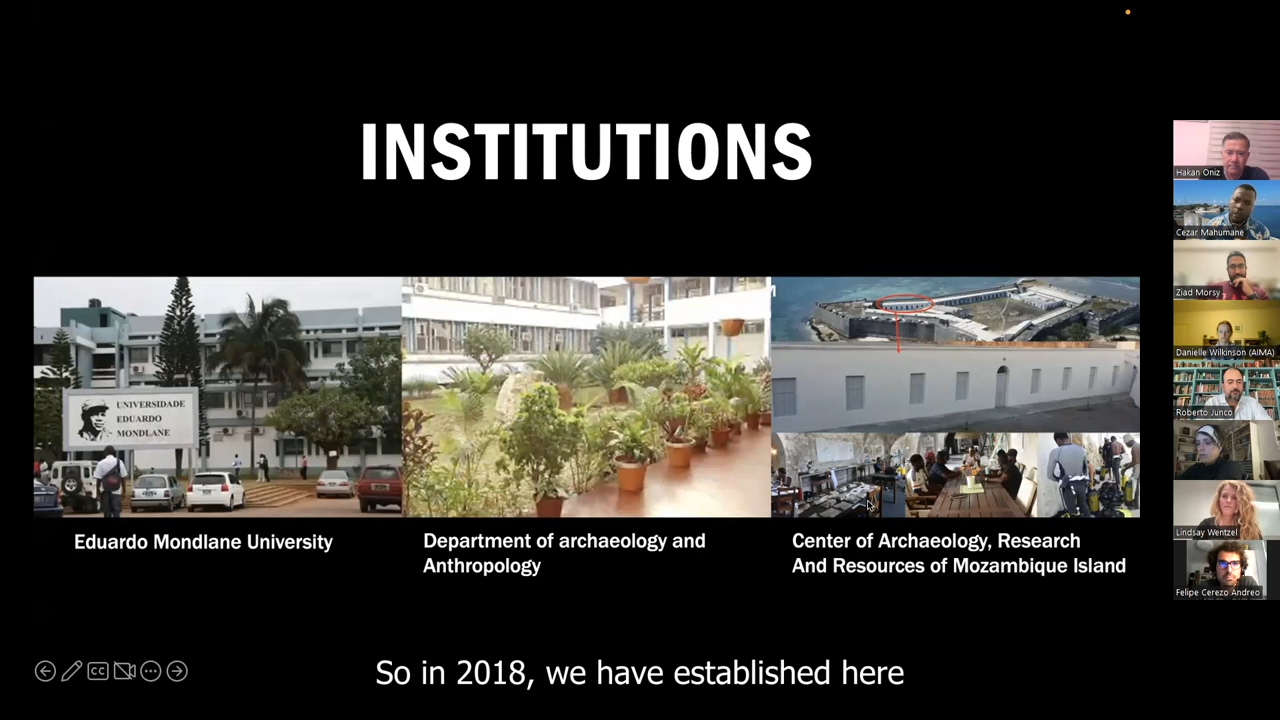 INSTITUTIONS
UNIVERSIDADE
EDUARDO
MONDLANE
Eduardo Mondlane University
Department of archaeology and
Anthropology
Center of Archaeology, Research
And Resources of Mozambique Island
Hakan Oniz
Cezar Mahumane
Ziad Morsy
Danielle Wilkinson (AIMA)
Roberto Junco
Lindsay Wentzel
Felipe Cerezo Andreo
CC
So in 2018, we have established here